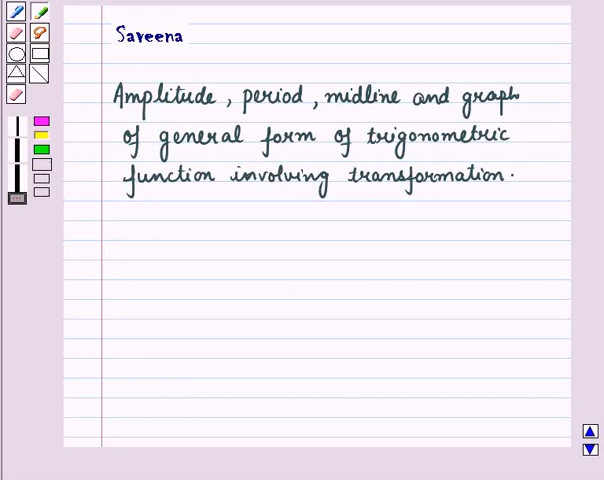 Saveena
Amplitude, period, midline and graph
of general form of trigonometric
function involving transformation.